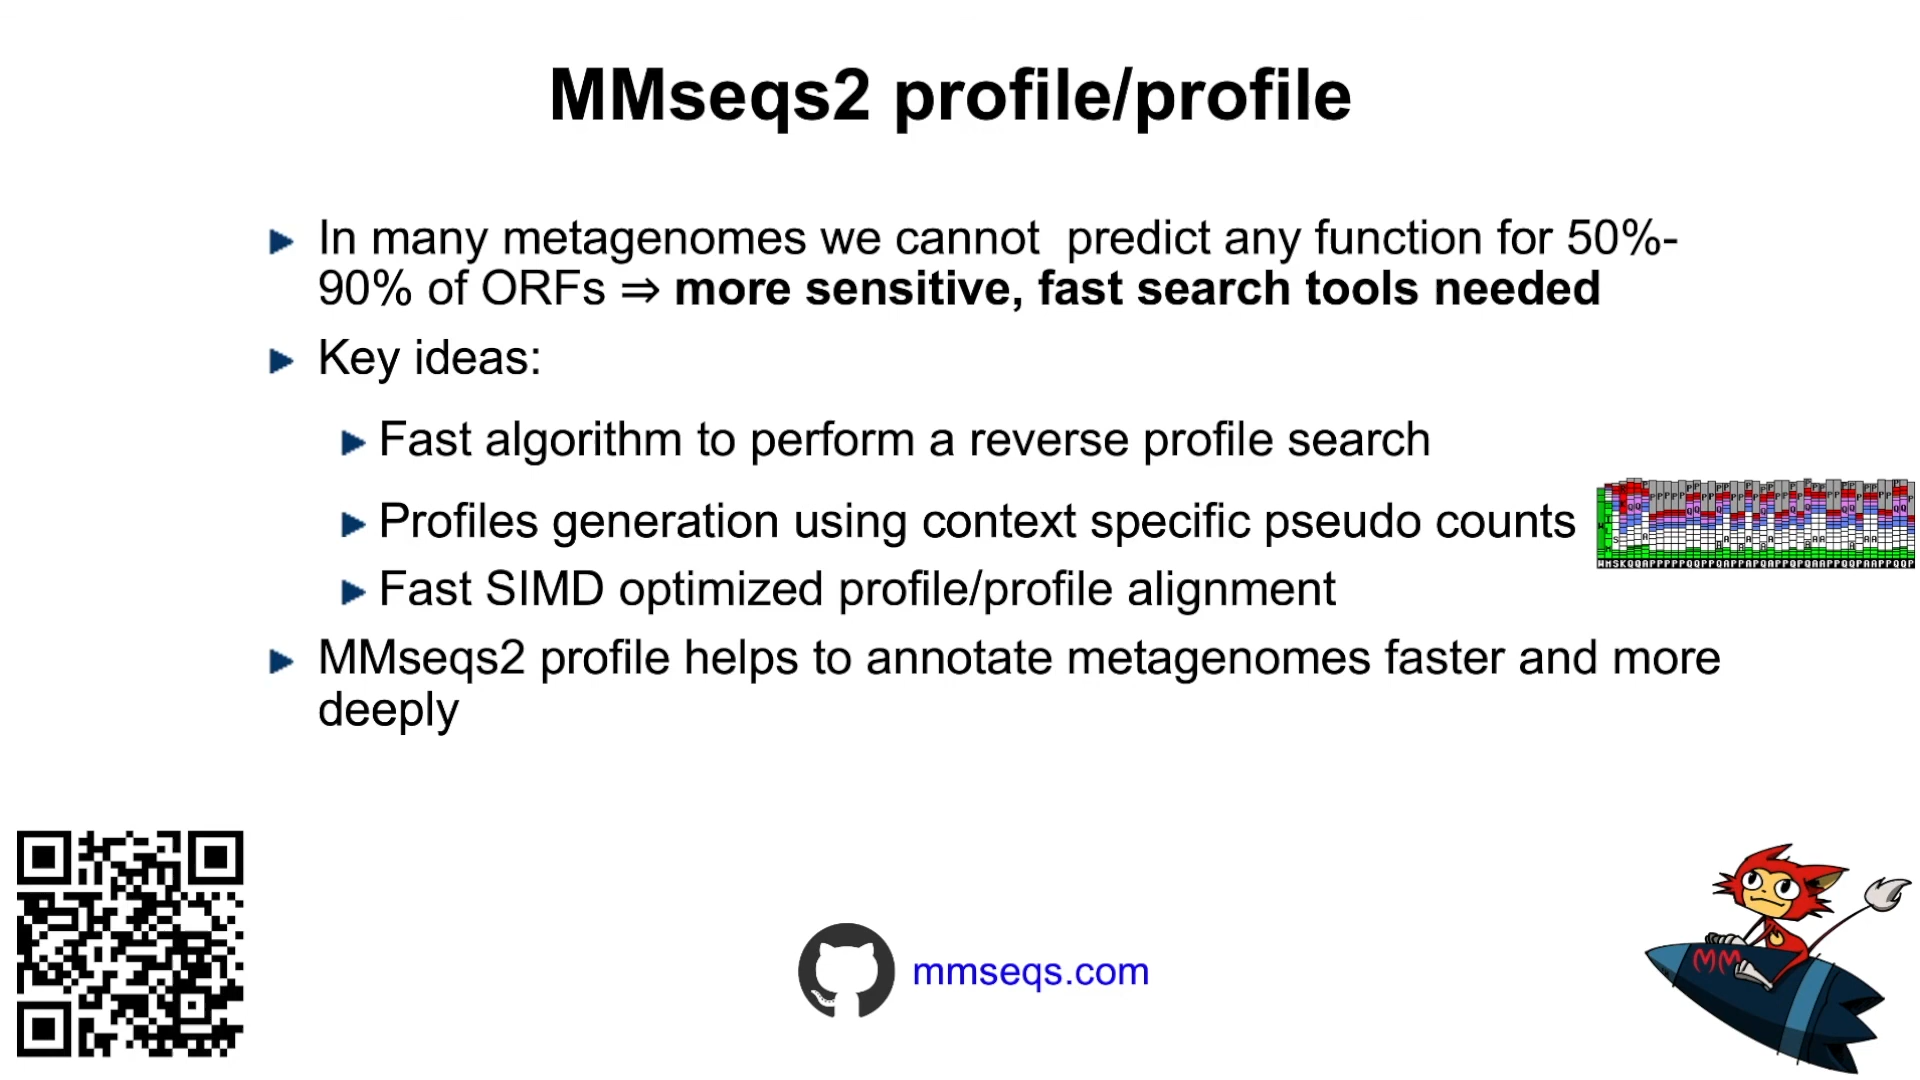 MMseqs2 profile/profile
In many metagenomes we cannot  predict any function for 50%-
90% of ORFs ⇒ more sensitive, fast search tools needed
Key ideas:
Fast algorithm to perform a reverse profile search
Profiles generation using context specific pseudo counts
Fast SIMD optimized profile/profile alignment
MMseqs2 profile helps to annotate metagenomes faster and more
deeply
mmseqs.com
MM